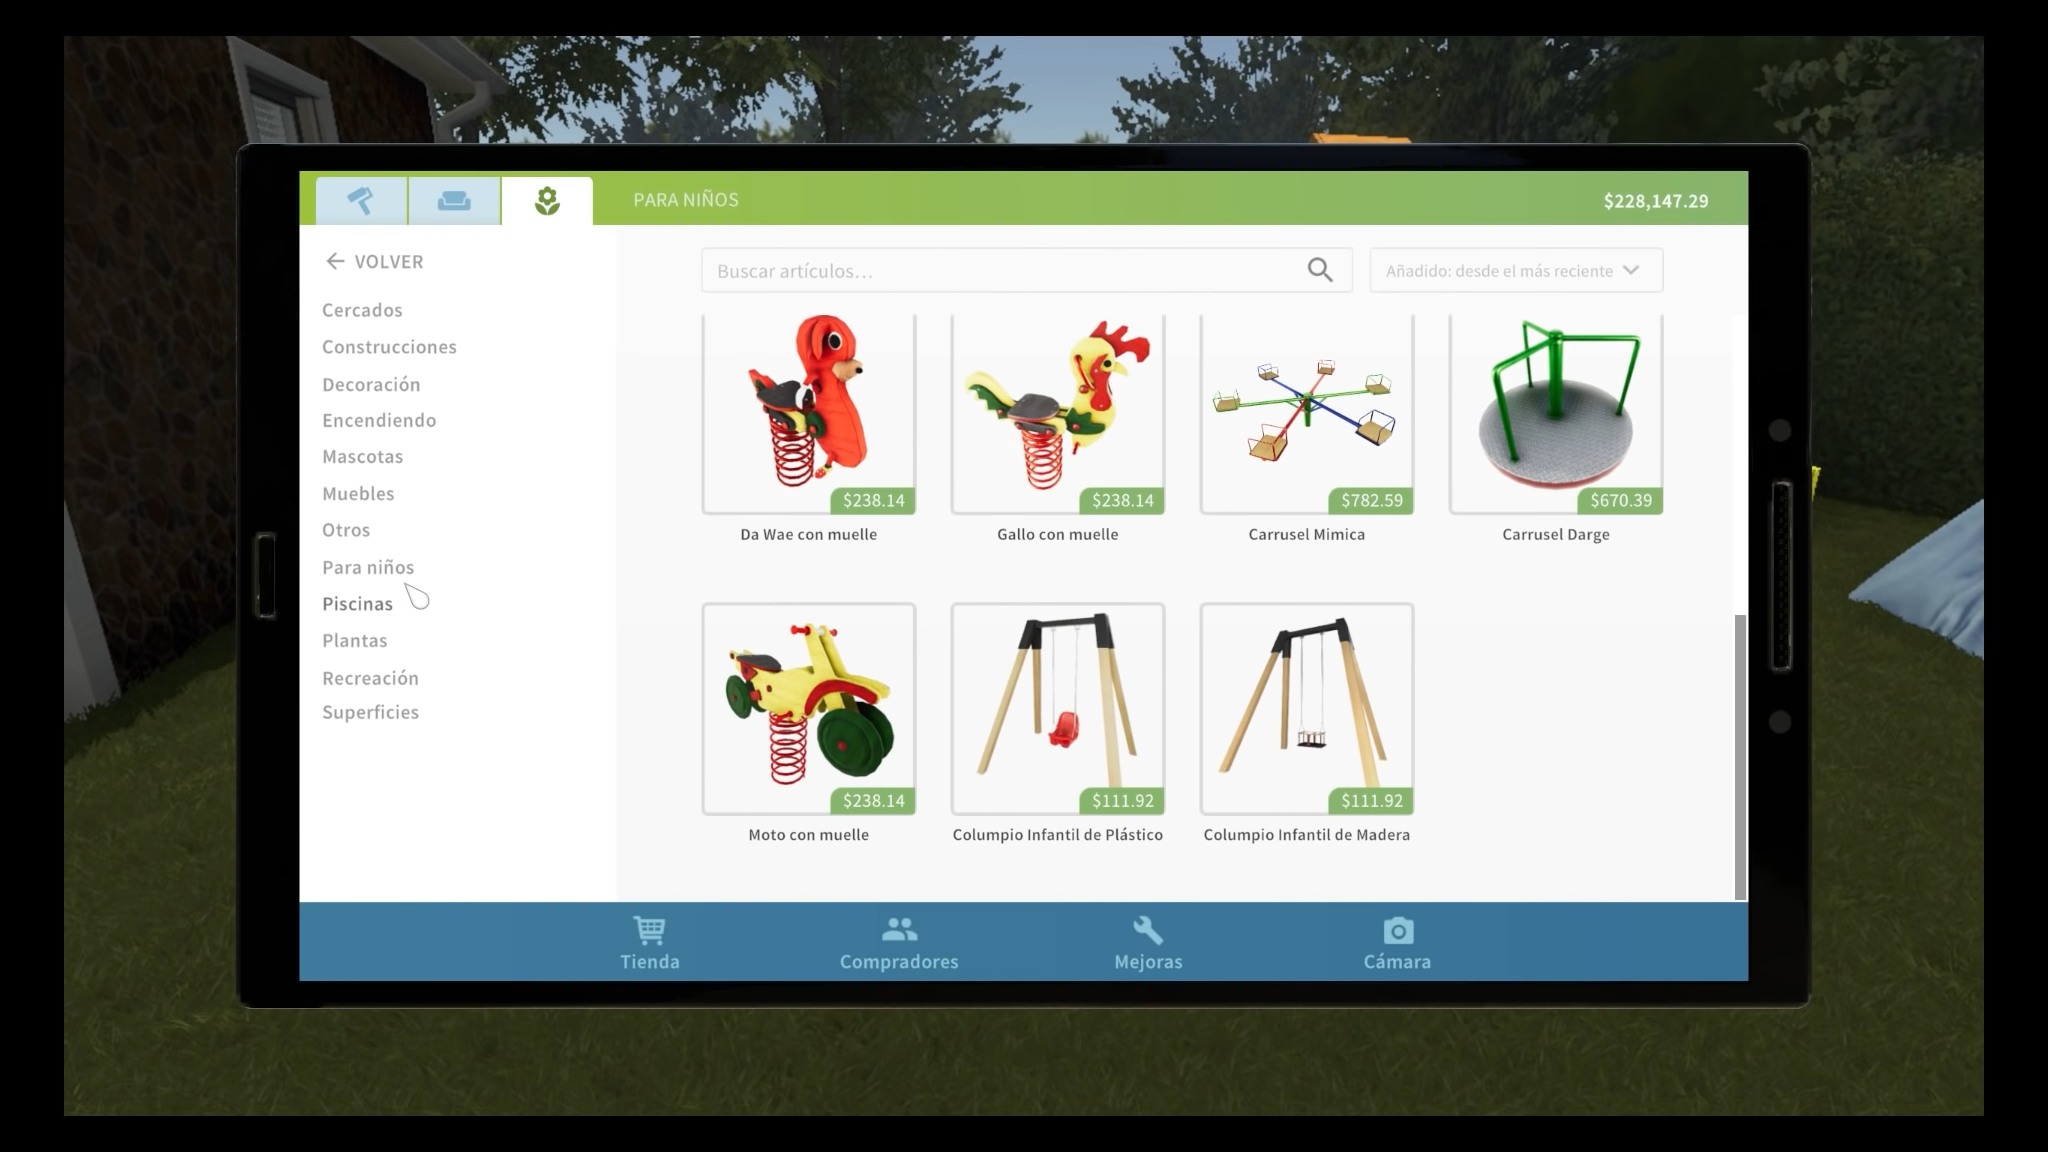 PARA NIÑOS
$228,147.29
VOLVER
Buscar artículos...
Añadido: desde el más reciente
Cercados
Construcciones
Decoración
Encendiendo
Mascotas
Muebles
Otros
Para niños
Piscinas
Plantas
Recreación
Superficies
$238.14
$238.14
$782.59
$670.39
Da Wae con muelle
Gallo con muelle
Carrusel Mimica
Carrusel Darge
$238.14
$111.92
$111.92
Moto con muelle
Columpio Infantil de Plástico
Columpio Infantil de Madera
Tienda
Compradores
Mejoras
Cámara